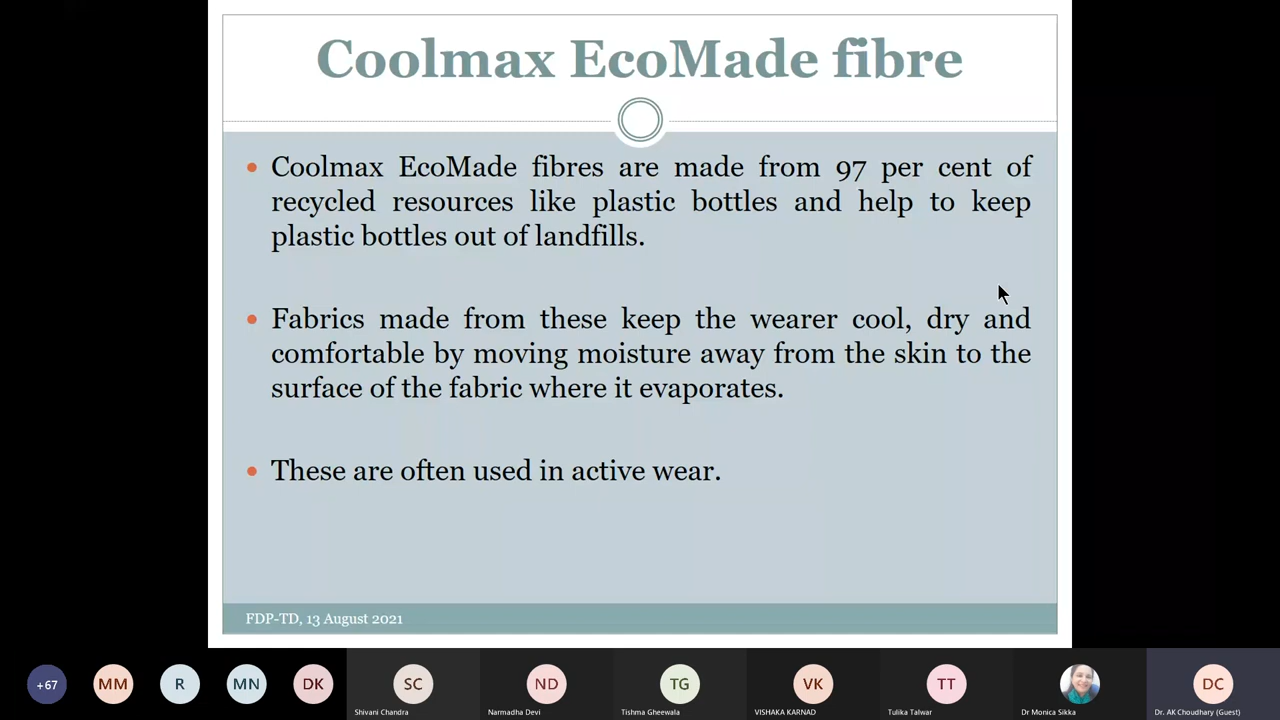 Coolmax EcoMade fibre
• Coolmax EcoMade fibres are made from 97 per cent of
recycled resources like plastic bottles and help to keep
plastic bottles out of landfills.
• Fabrics made from these keep the wearer cool, dry and
comfortable by moving moisture away from the skin to the
surface of the fabric where it evaporates.
• These are often used in active wear.
FDP-TD, 13 August 2021
+67 MM R MN DK SC ND TG VK TT DC
Shivani Chandra Narmadha Devi Tishma Gheewala VISHAKA KARNAD Tulika Talwar Dr Monica Sikka Dr. AK Choudhary (Guest)